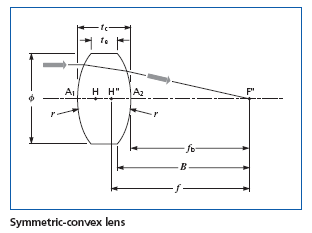 tc
te
A1 H H" A2 F"
ϕ
r r
fb
B
f
Symmetric-convex lens